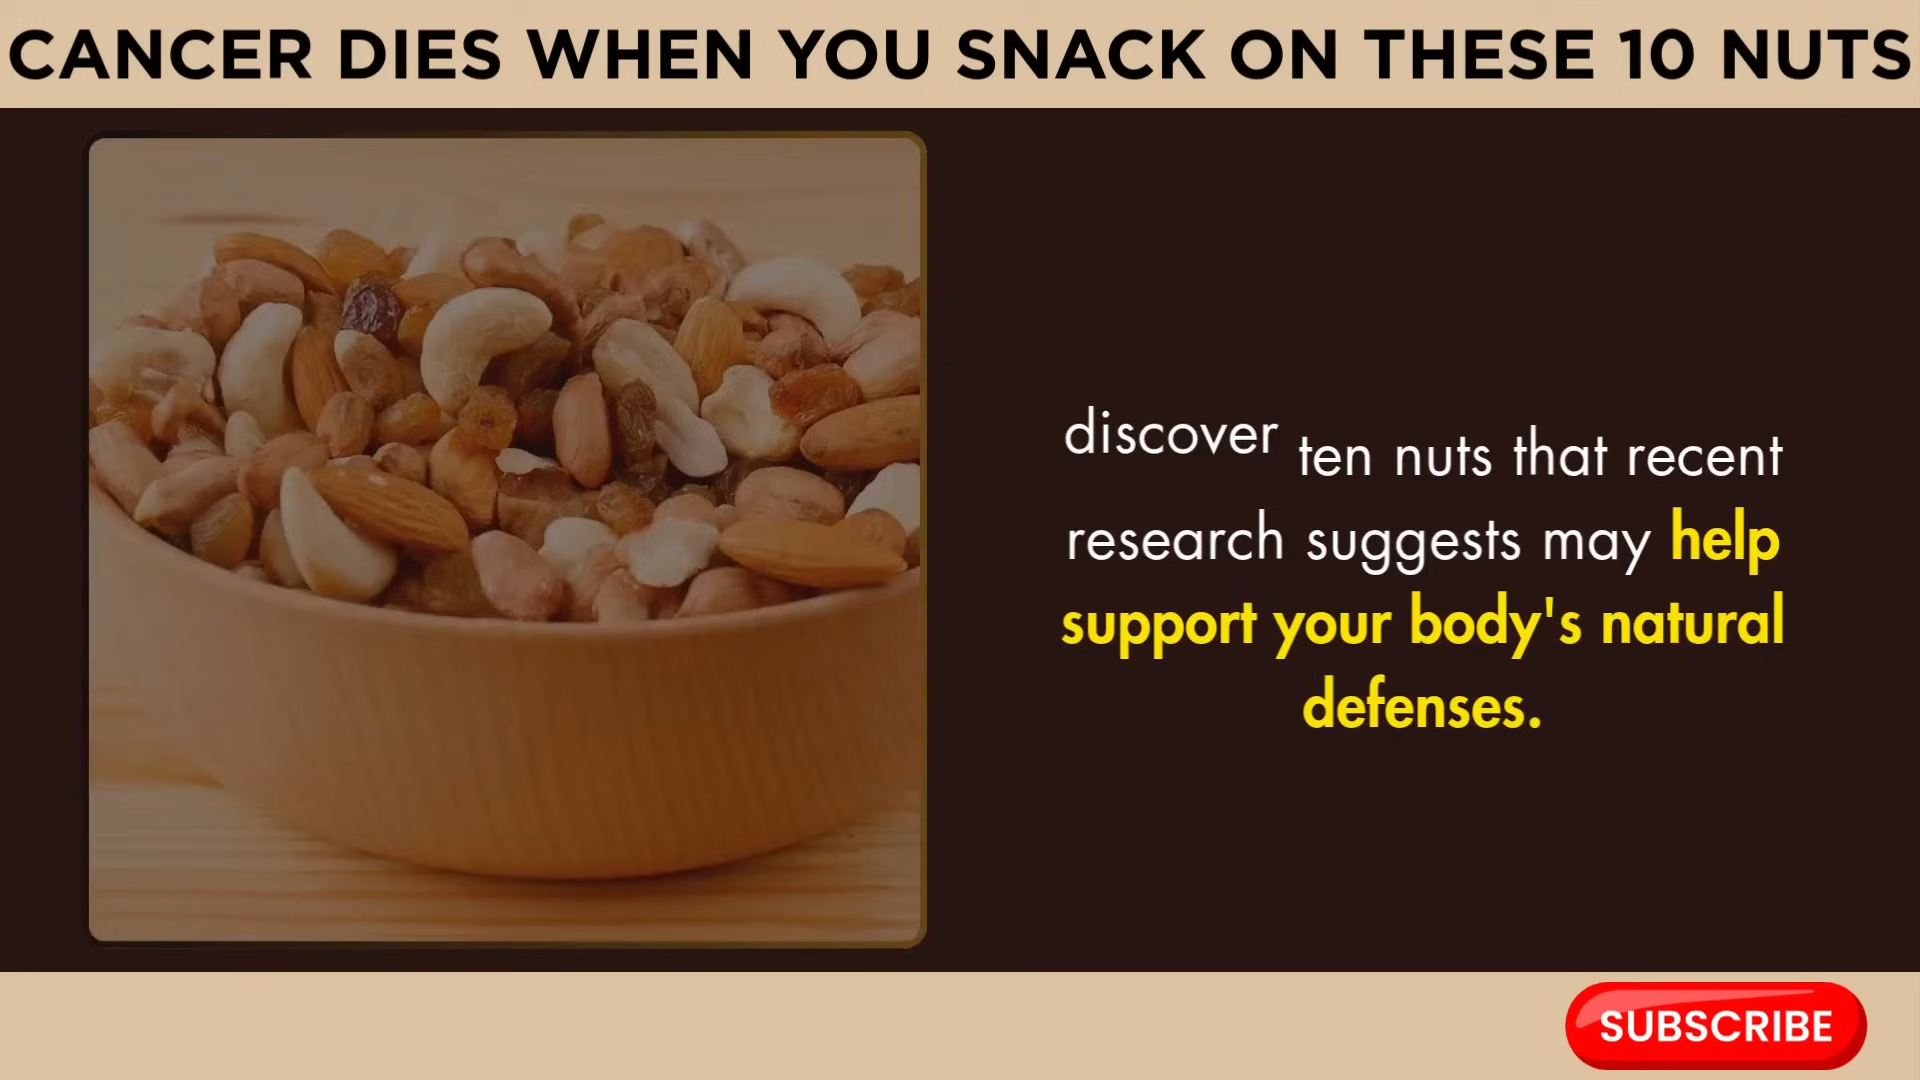 CANCER DIES WHEN YOU SNACK ON THESE 10 NUTS
discover ten nuts that recent
research suggests may help
support your body's natural
defenses.
SUBSCRIBE